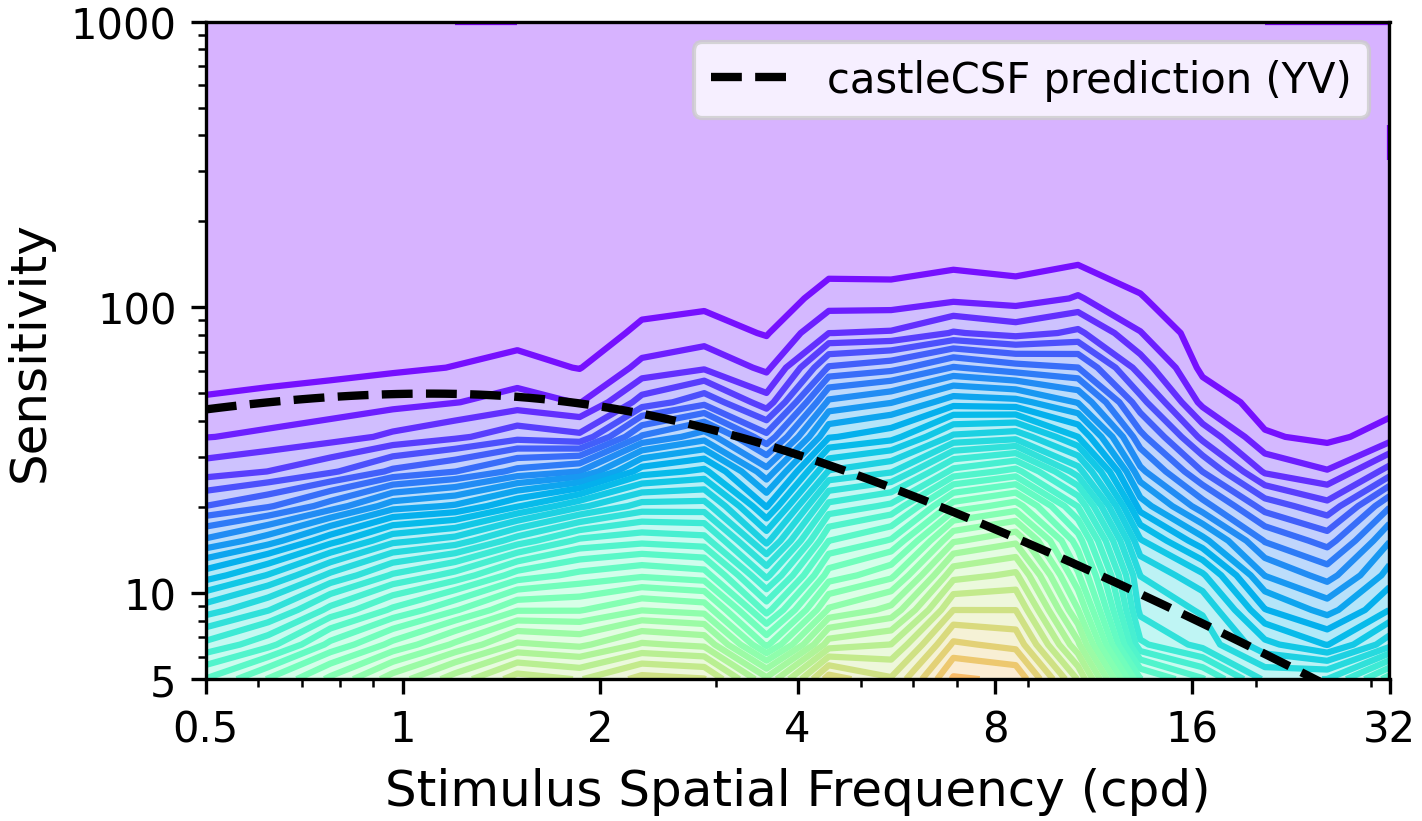 1000
100
10
5
Sensitivity
castleCSF prediction (YV)
0.5 1 2 4 8 16 32
Stimulus Spatial Frequency (cpd)